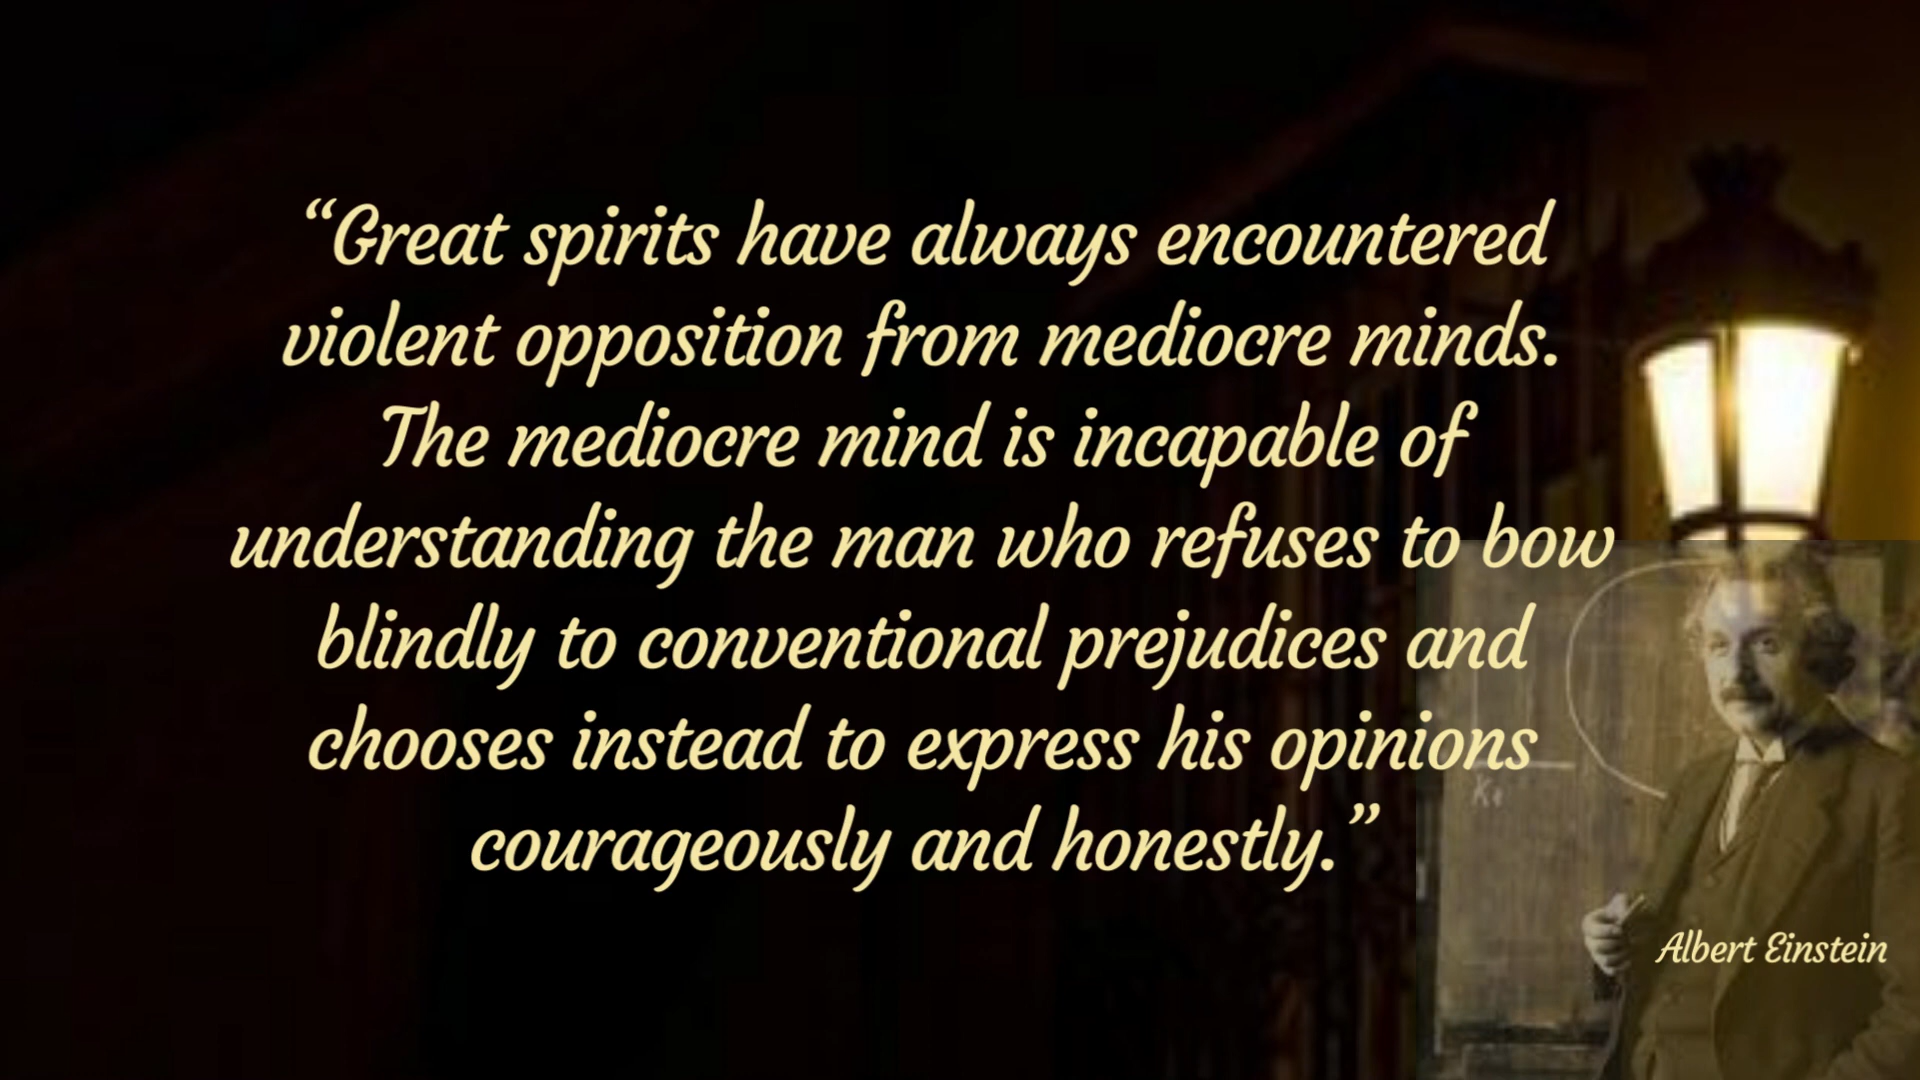 “Great spirits have always encountered
violent opposition from mediocre minds.
The mediocre mind is incapable of
understanding the man who refuses to bow
blindly to conventional prejudices and
chooses instead to express his opinions
courageously and honestly.”
Albert Einstein